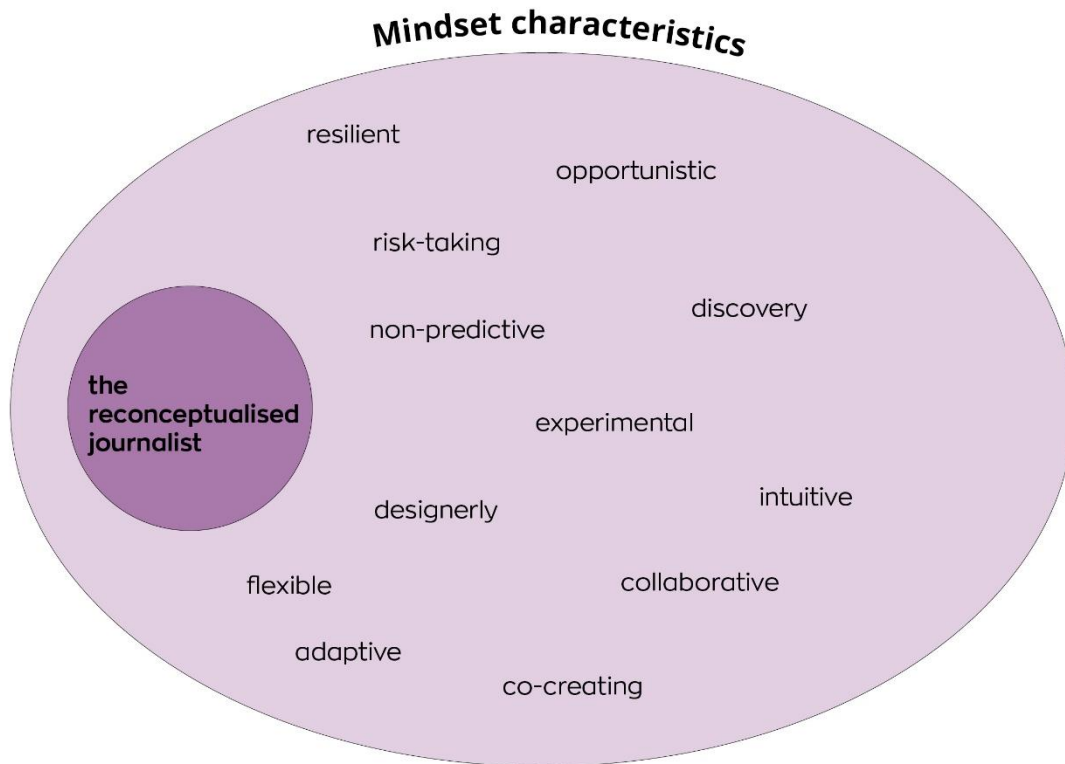 Mindset characteristics
resilient
opportunistic
risk-taking
discovery
non-predictive
the
reconceptualised
journalist
experimental
intuitive
designerly
flexible
collaborative
adaptive
co-creating